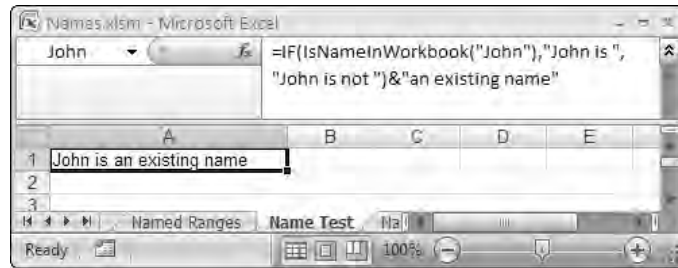 Names.xlsm - Microsoft Excel
John fx =IF(IsNameInWorkbook("John"),"John is ",
"John is not ")&"an existing name"
A B C D E
1 John is an existing name
2
3
Named Ranges Name Test Na
Ready 100%